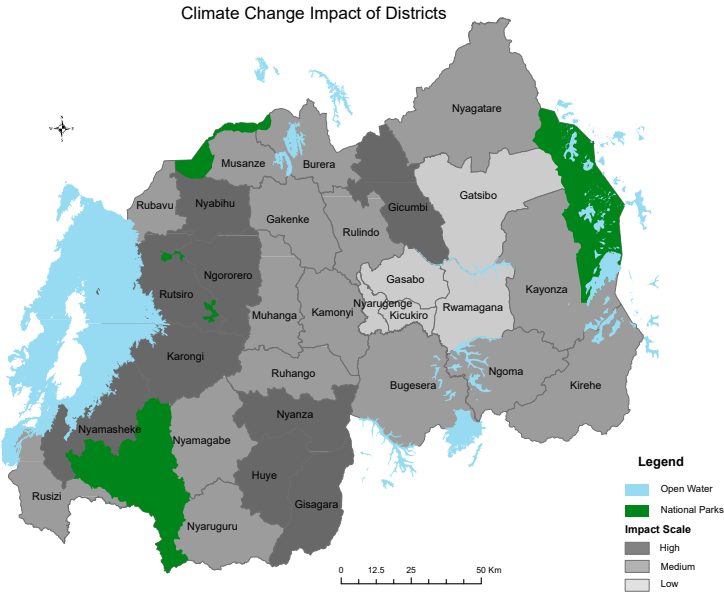 Climate Change Impact of Districts
Nyagatare
N
W E
S
Musanze
Burera
Gatsibo
Rubavu
Nyabihu
Gicumbi
Gakenke
Rulindo
Ngororero
Gasabo
Rutsiro
Kayonza
Nyarugenge
Rwamagana
Muhanga
Kamonyi
Kicukiro
Karongi
Ruhango
Ngoma
Bugesera
Kirehe
Nyanza
Nyamasheke
Nyamagabe
Huye
Rusizi
Gisagara
Nyaruguru
Legend
Open Water
National Parks
Impact Scale
High
Medium
Low
0 12.5 25 50 Km